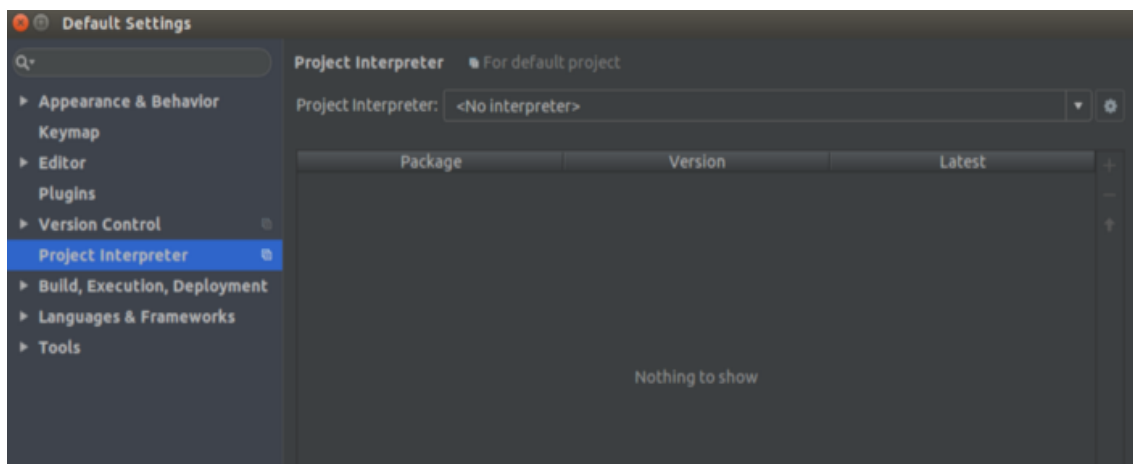 Default Settings
Project Interpreter For default project
Appearance & Behavior
Keymap
Editor
Plugins
Version Control
Project Interpreter
Build, Execution, Deployment
Languages & Frameworks
Tools
Project Interpreter: <No interpreter>
Package Version Latest
Nothing to show